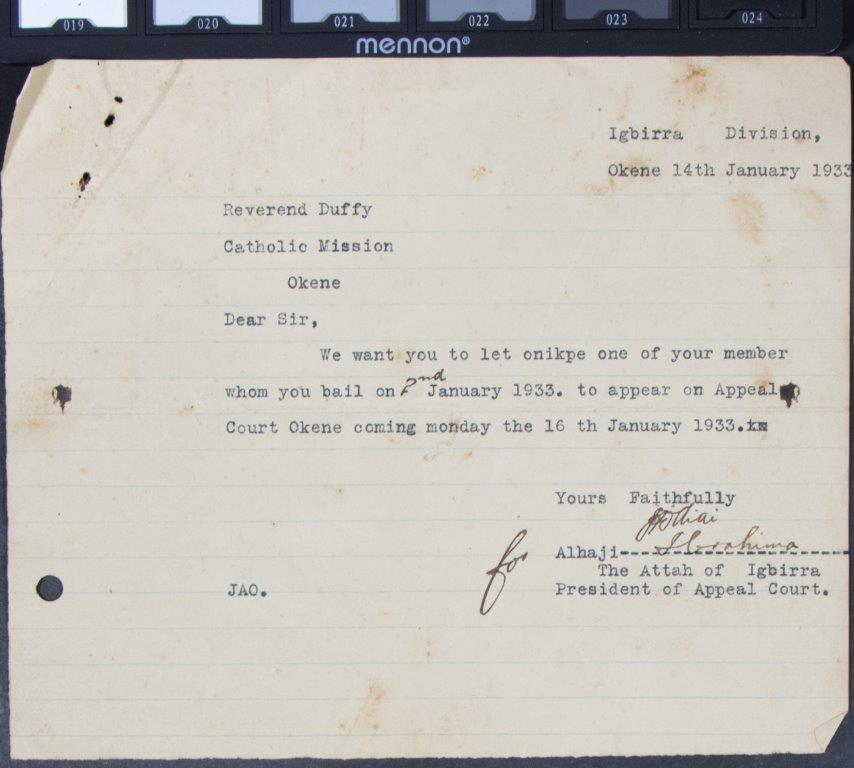 019 020 021 022 023 024
mennon®
Igbirra Division,
Okene 14th January 1933
Reverend Duffy
Catholic Mission
Okene
Dear Sir,
We want you to let onikpe one of your member
whom you bail on 2nd January 1933. to appear on Appeal
Court Okene coming monday the 16 th January 1933.
Yours Faithfully
for Alhaji Ibrahima
The Attah of Igbirra
JAO. President of Appeal Court.